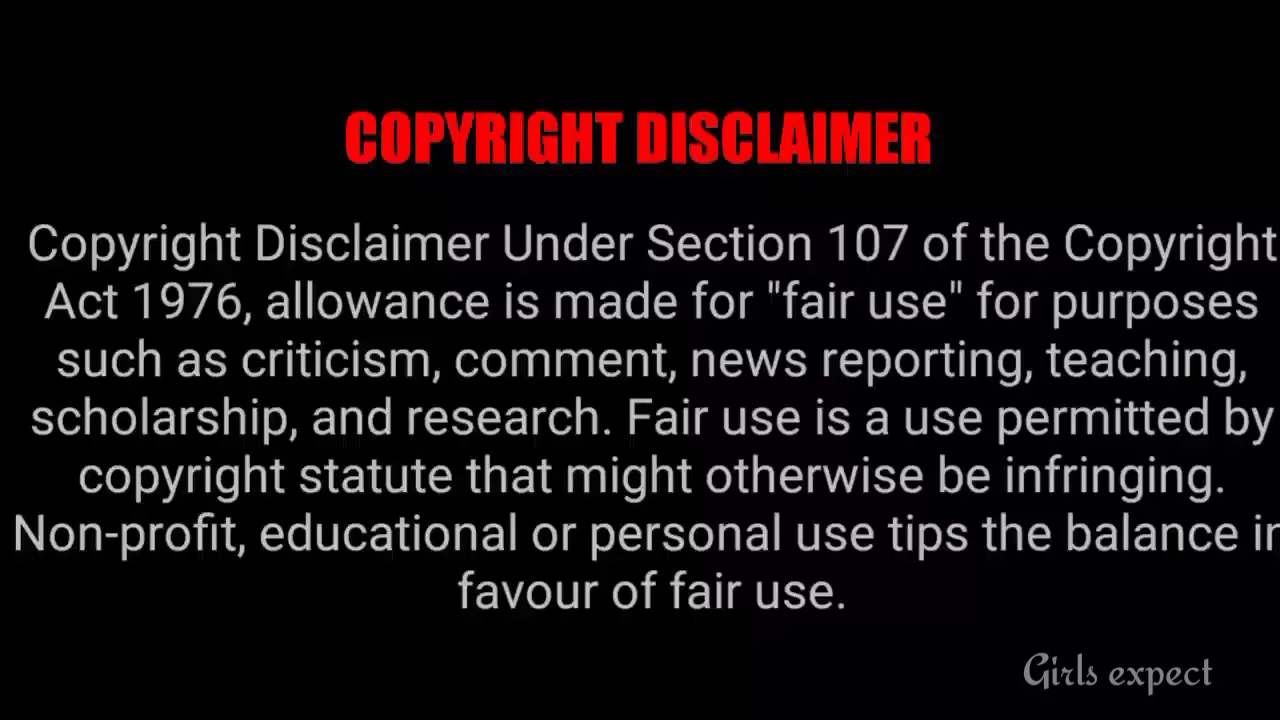 COPYRIGHT DISCLAIMER
Copyright Disclaimer Under Section 107 of the Copyright
Act 1976, allowance is made for "fair use" for purposes
such as criticism, comment, news reporting, teaching,
scholarship, and research. Fair use is a use permitted by
copyright statute that might otherwise be infringing.
Non-profit, educational or personal use tips the balance in
favour of fair use.
Girls expect